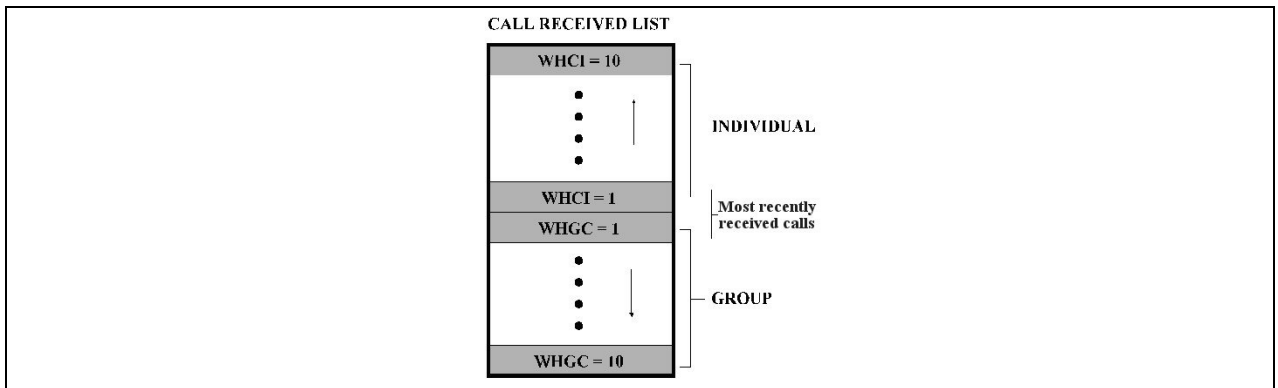 CALL RECEIVED LIST
WHCI = 10
INDIVIDUAL
WHCI = 1
Most recently
received calls
WHGC = 1
GROUP
WHGC = 10